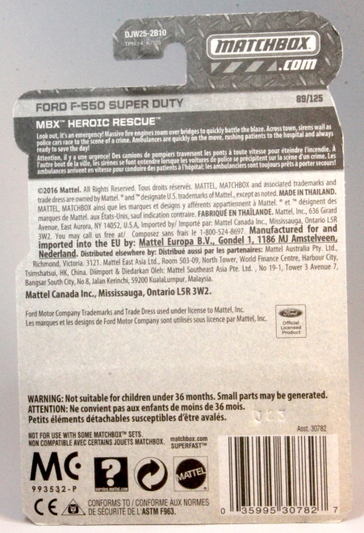 DJW25-2B10
MATCHBOX
.COM
FORD F-550 SUPER DUTY 89/125
MBX™ HEROIC RESCUE™
Look out, it's an emergency! Massive fire engines zoom over bridges to quickly battle the blaze. Across town, sirens wail as
police cars race to the scene of a crime. Ambulances are quickly on the move, rushing patients to the hospital and always
ready to save the day!
Attention, il y a une urgence! Des camions de pompiers traversent les ponts à toute vitesse pour éteindre l'incendie. À
l'autre bout de la ville, les sirènes se font entendre lorsque les voitures de police se précipitent sur la scène d'un crime. Les
ambulances arrivent en vitesse pour conduire des patients à l'hôpital; les ambulanciers sont toujours prêts à porter secours!
©2016 Mattel. All Rights Reserved. Tous droits réservés. MATTEL, MATCHBOX and associated trademarks and
trade dress are owned by Mattel. ® and ™ designate U.S. trademarks of Mattel, except as noted. MADE IN THAILAND.
MATTEL, MATCHBOX ainsi que les marques et designs y afférents appartiennent à Mattel. ® et ™ désignent des
marques de Mattel aux États-Unis, sauf indication contraire. FABRIQUÉ EN THAÏLANDE. Mattel, Inc., 636 Girard
Avenue, East Aurora, NY 14052, U.S.A. Imported by/ Importé par: Mattel Canada Inc., Mississauga, Ontario L5R
3W2. You may call us free at/ Composez sans frais le 1-800-524-8697. Manufactured for and
imported into the EU by: Mattel Europa B.V., Gondel 1, 1186 MJ Amstelveen,
Nederland. Distributed elsewhere by: Distribué aussi par les partenaires: Mattel Australia Pty. Ltd.,
Richmond, Victoria. 3121. Mattel East Asia Ltd., Room 503-09, North Tower, World Finance Centre, Harbour City,
Tsimshatsui, HK, China. Diimport & Diedarkan Oleh: Mattel Southeast Asia Pte. Ltd., No 19-1, Tower 3 Avenue 7,
Bangsar South City, No 8, Jalan Kerinchi, 59200 Kuala Lumpur, Malaysia.
Mattel Canada Inc., Mississauga, Ontario L5R 3W2.
Ford Motor Company Trademarks and Trade Dress used under license to Mattel, Inc.
Les marques et les designs de Ford Motor Company sont utilisés sous licence par Mattel, Inc.
Ford
Official
Licensed
Product
WARNING: Not suitable for children under 36 months. Small parts may be generated.
ATTENTION: Ne convient pas aux enfants de moins de 36 mois.
Petits éléments détachables susceptibles d'être avalés.
NOT FOR USE WITH SOME MATCHBOX™ SETS.
NON COMPATIBLE AVEC CERTAINS JOUETS MATCHBOX.
matchbox.com
SUPERFAST™
Asst. 30782
MC
993532-P
MATTEL
CE CONFORMS TO / CONFORME AUX NORMES
DE SÉCURITÉ DE L'ASTM F963.
0 35995 30782 7